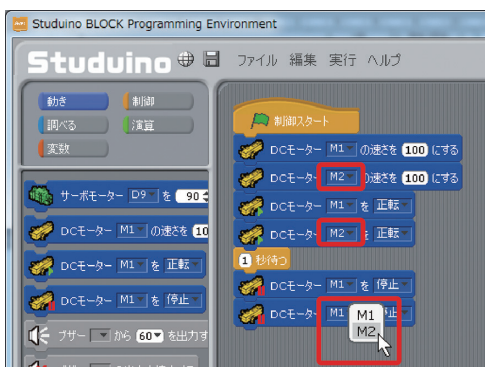 Studuino BLOCK Programming Environment
Studuino ファイル 編集 実行 ヘルプ
動き 制御
調べる 演算
変数
サーボモーター D9 を 90
DCモーター M1 の速さを 10
DCモーター M1 を 正転
DCモーター M1 を 停止
ブザー から 60 を出力す
制御スタート
DCモーター M1 の速さを 100 にする
DCモーター M2 の速さを 100 にする
DCモーター M1 を 正転
DCモーター M2 を 正転
1 秒待つ
DCモーター M1 を 停止
DCモーター M1 止
M1
M2